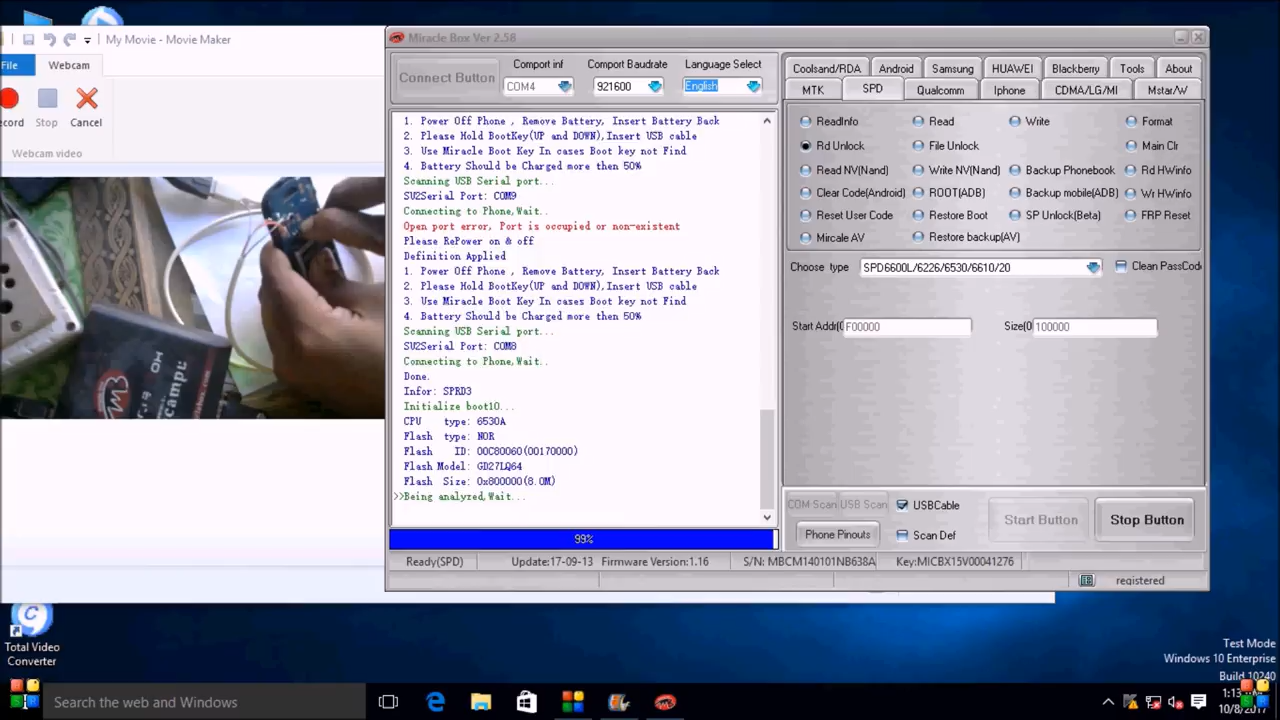 My Movie - Movie Maker
File
Webcam
Stop
Cancel
Webcam video
Miracle Box Ver 2.58
Connect Button
Comport inf
Comport Baudrate
Language Select
COM4
921600
English
1. Power Off Phone , Remove Battery, Insert Battery Back
2. Please Hold BootKey(UP and DOWN),Insert USB cable
3. Use Miracle Boot Key In cases Boot key not Find
4. Battery Should be Charged more then 50%
Scanning USB Serial port...
SU2Serial Port: COM9
Connecting to Phone,Wait..
Open port error, Port is occupied or non-existent
Please RePower on & off
Definition Applied
1. Power Off Phone , Remove Battery, Insert Battery Back
2. Please Hold BootKey(UP and DOWN),Insert USB cable
3. Use Miracle Boot Key In cases Boot key not Find
4. Battery Should be Charged more then 50%
Scanning USB Serial port...
SU2Serial Port: COM8
Connecting to Phone,Wait..
Done.
Infor: SPRD3
Initialize boot10...
CPU type: 6530A
Flash type: NOR
Flash ID: 00C80060(00170000)
Flash Model: GD27LQ64
Flash Size: 0x800000(8.0M)
>>Being analyzed,Wait...
99%
Coolsand/RDA Android Samsung HUAWEI Blackberry Tools About
MTK SPD Qualcomm Iphone CDMA/LG/MI Mstar/W
ReadInfo Read Write Format
Rd Unlock File Unlock Main Clr
Read NV(Nand) Write NV(Nand) Backup Phonebook Rd HWinfo
ClearCode(Android) ROOT(ADB) Backup mobile(ADB) Wr HWinfo
Reset User Code Restore Boot SP Unlock(Beta) FRP Reset
Mircale AV Restore backup(AV)
Choose type SPD6600L/6226/6530/6610/20 Clean PassCod
Start Addr( F00000 Size(0 100000
COM Scan USB Scan USBCable
Start Button Stop Button
Phone Pinouts Scan Def
Ready(SPD) Update:17-09-13 Firmware Version:1.16 S/N: MBCM140101NB638A Key:MICBX15V00041276
registered
Total Video
Converter
Test Mode
Windows 10 Enterprise
Build 10240
Search the web and Windows
10/8/2017